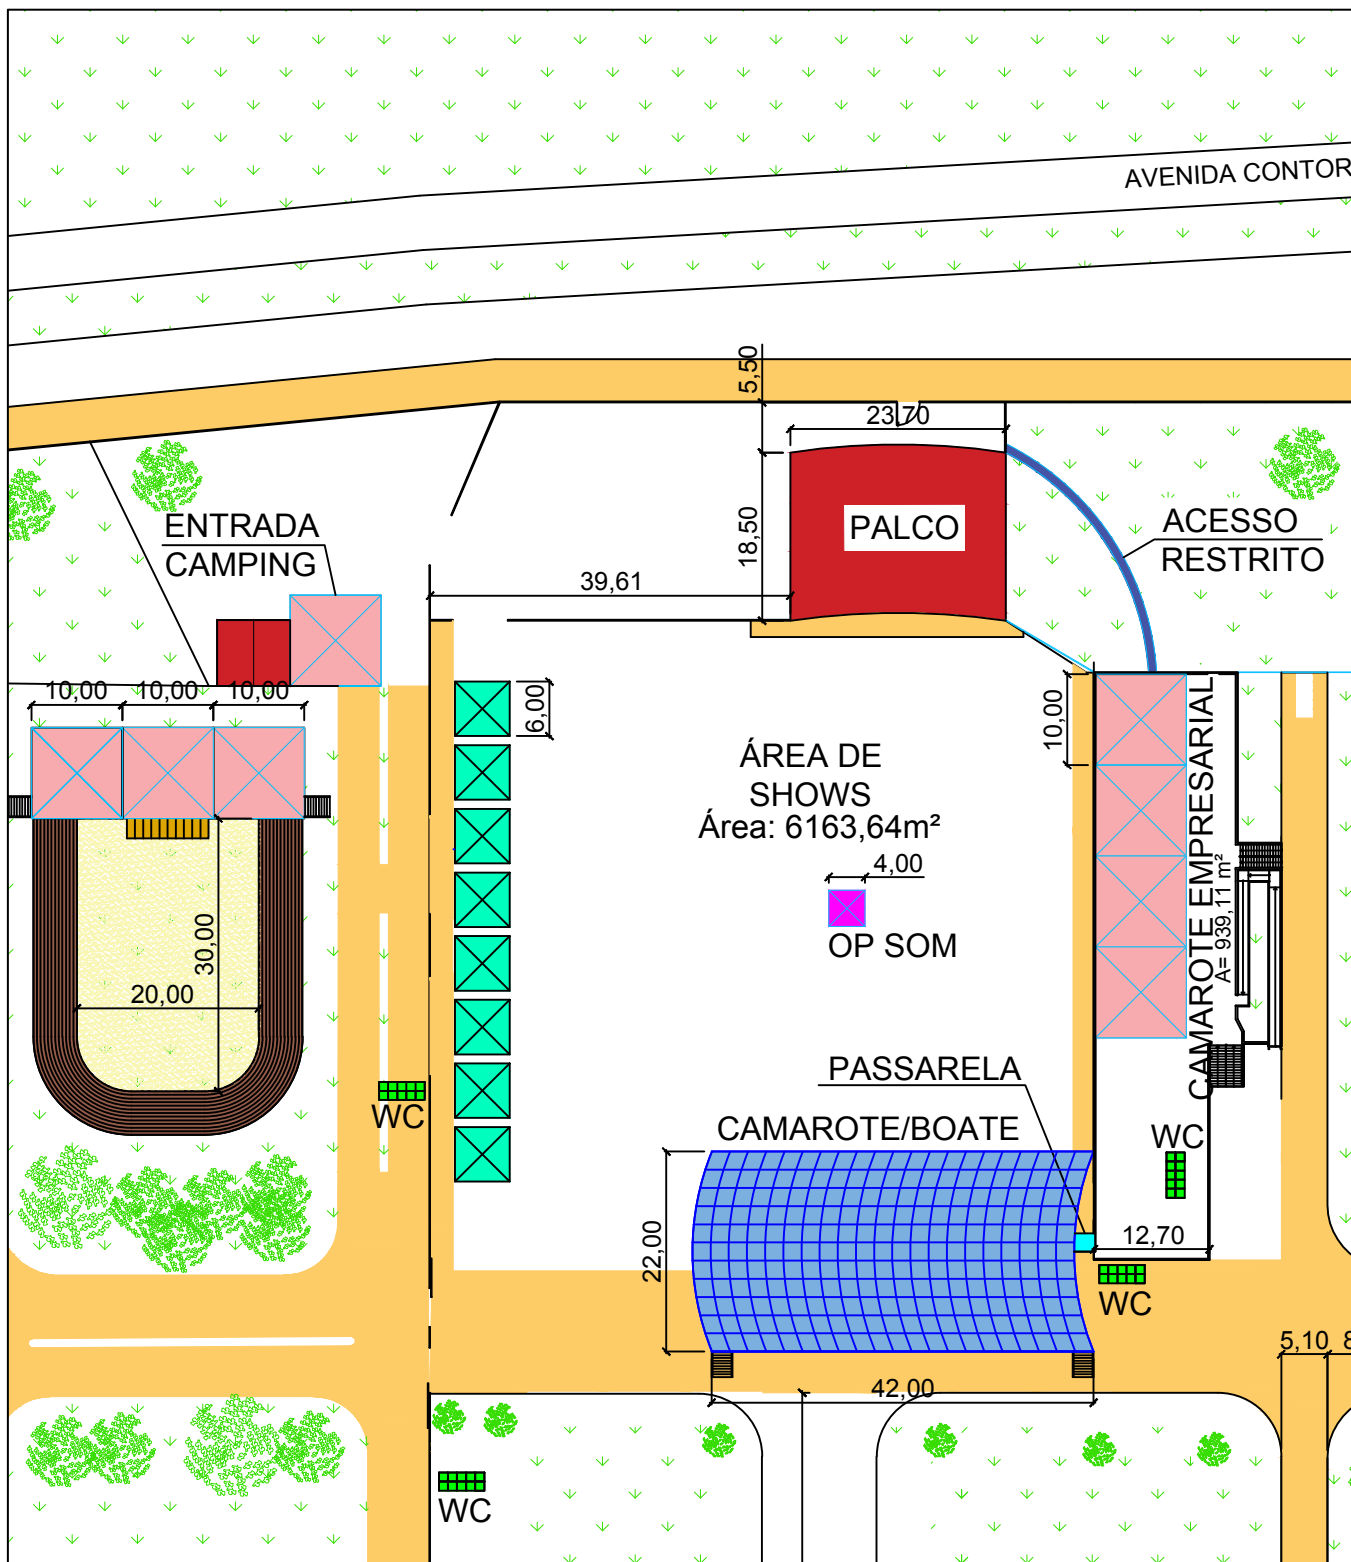 AVENIDA CONTOR
5,50
23,70
18,50
PALCO
ENTRADA
CAMPING
ACESSO
RESTRITO
39,61
10,00
10,00
10,00
6,00
10,00
ÁREA DE
SHOWS
Área: 6163,64m²
4,00
OP SOM
CAMAROTE EMPRESARIAL
A= 939,11 m²
30,00
20,00
WC
PASSARELA
CAMAROTE/BOATE
WC
22,00
12,70
WC
5,10
8
42,00
WC